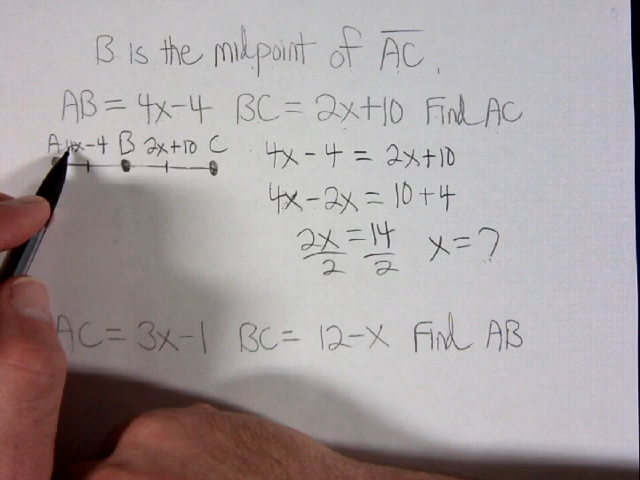 B is the midpoint of AC.
AB = 4x-4 BC = 2x+10 Find AC
A 4x-4 B 2x+10 C
4x-4 = 2x+10
4x-2x = 10+4
2x/2 = 14/2 x = ?
AC = 3x-1 BC = 12-x Find AB